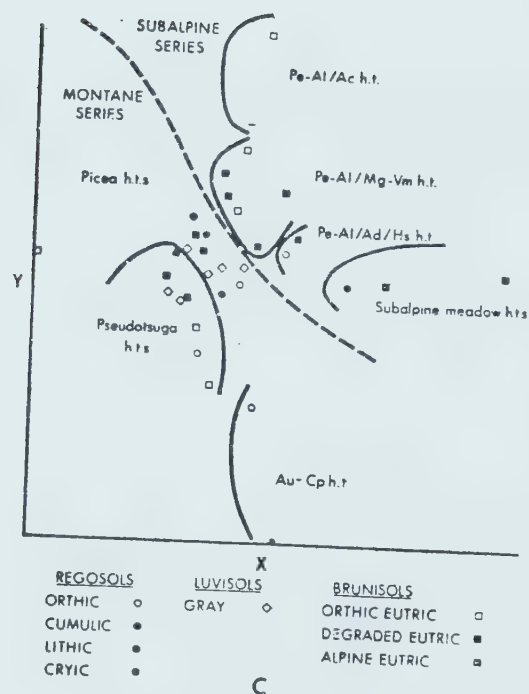 SUBALPINE
SERIES
MONTANE
SERIES
Pe-Al/Ac h.t.
Picea h.t.s
Pe-Al/Mg-Vm h.t.
Pe-Al/Ad/Hs h.t
Y
Subalpine meadow h.t.s
Pseudotsuga
h.t.s
Au-Cp h.t
X
REGOSOLS
ORTHIC
CUMULIC
LITHIC
CRYIC
LUVISOLS
GRAY
BRUNISOLS
ORTHIC EUTRIC
DEGRADED EUTRIC
ALPINE EUTRIC
C